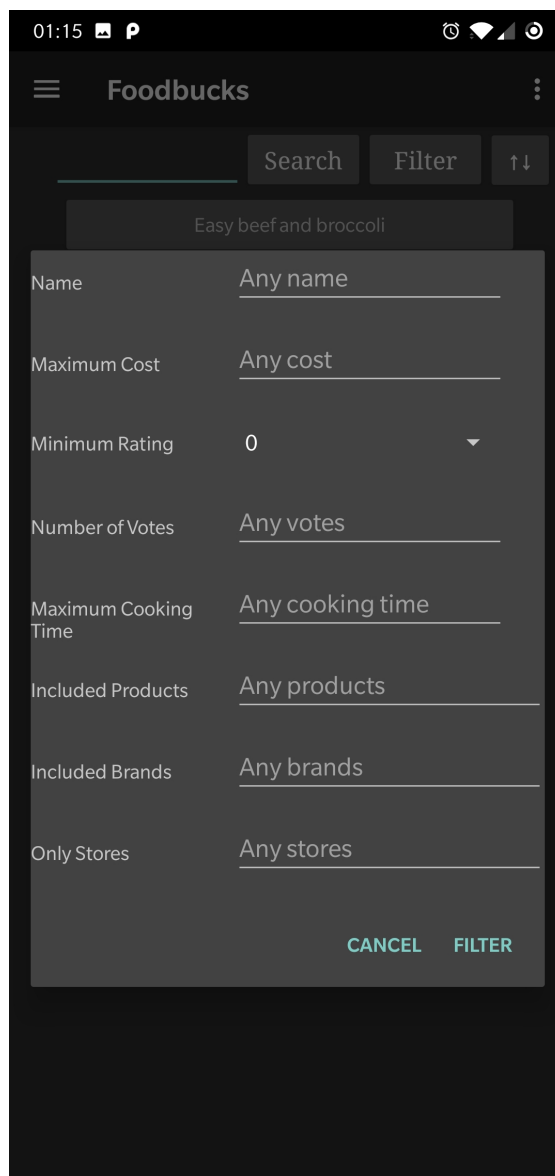 01:15
Foodbucks
Search Filter ↑↓
Easy beef and broccoli
Name Any name
Maximum Cost Any cost
Minimum Rating 0
Number of Votes Any votes
Maximum Cooking
Time Any cooking time
Included Products Any products
Included Brands Any brands
Only Stores Any stores
CANCEL FILTER